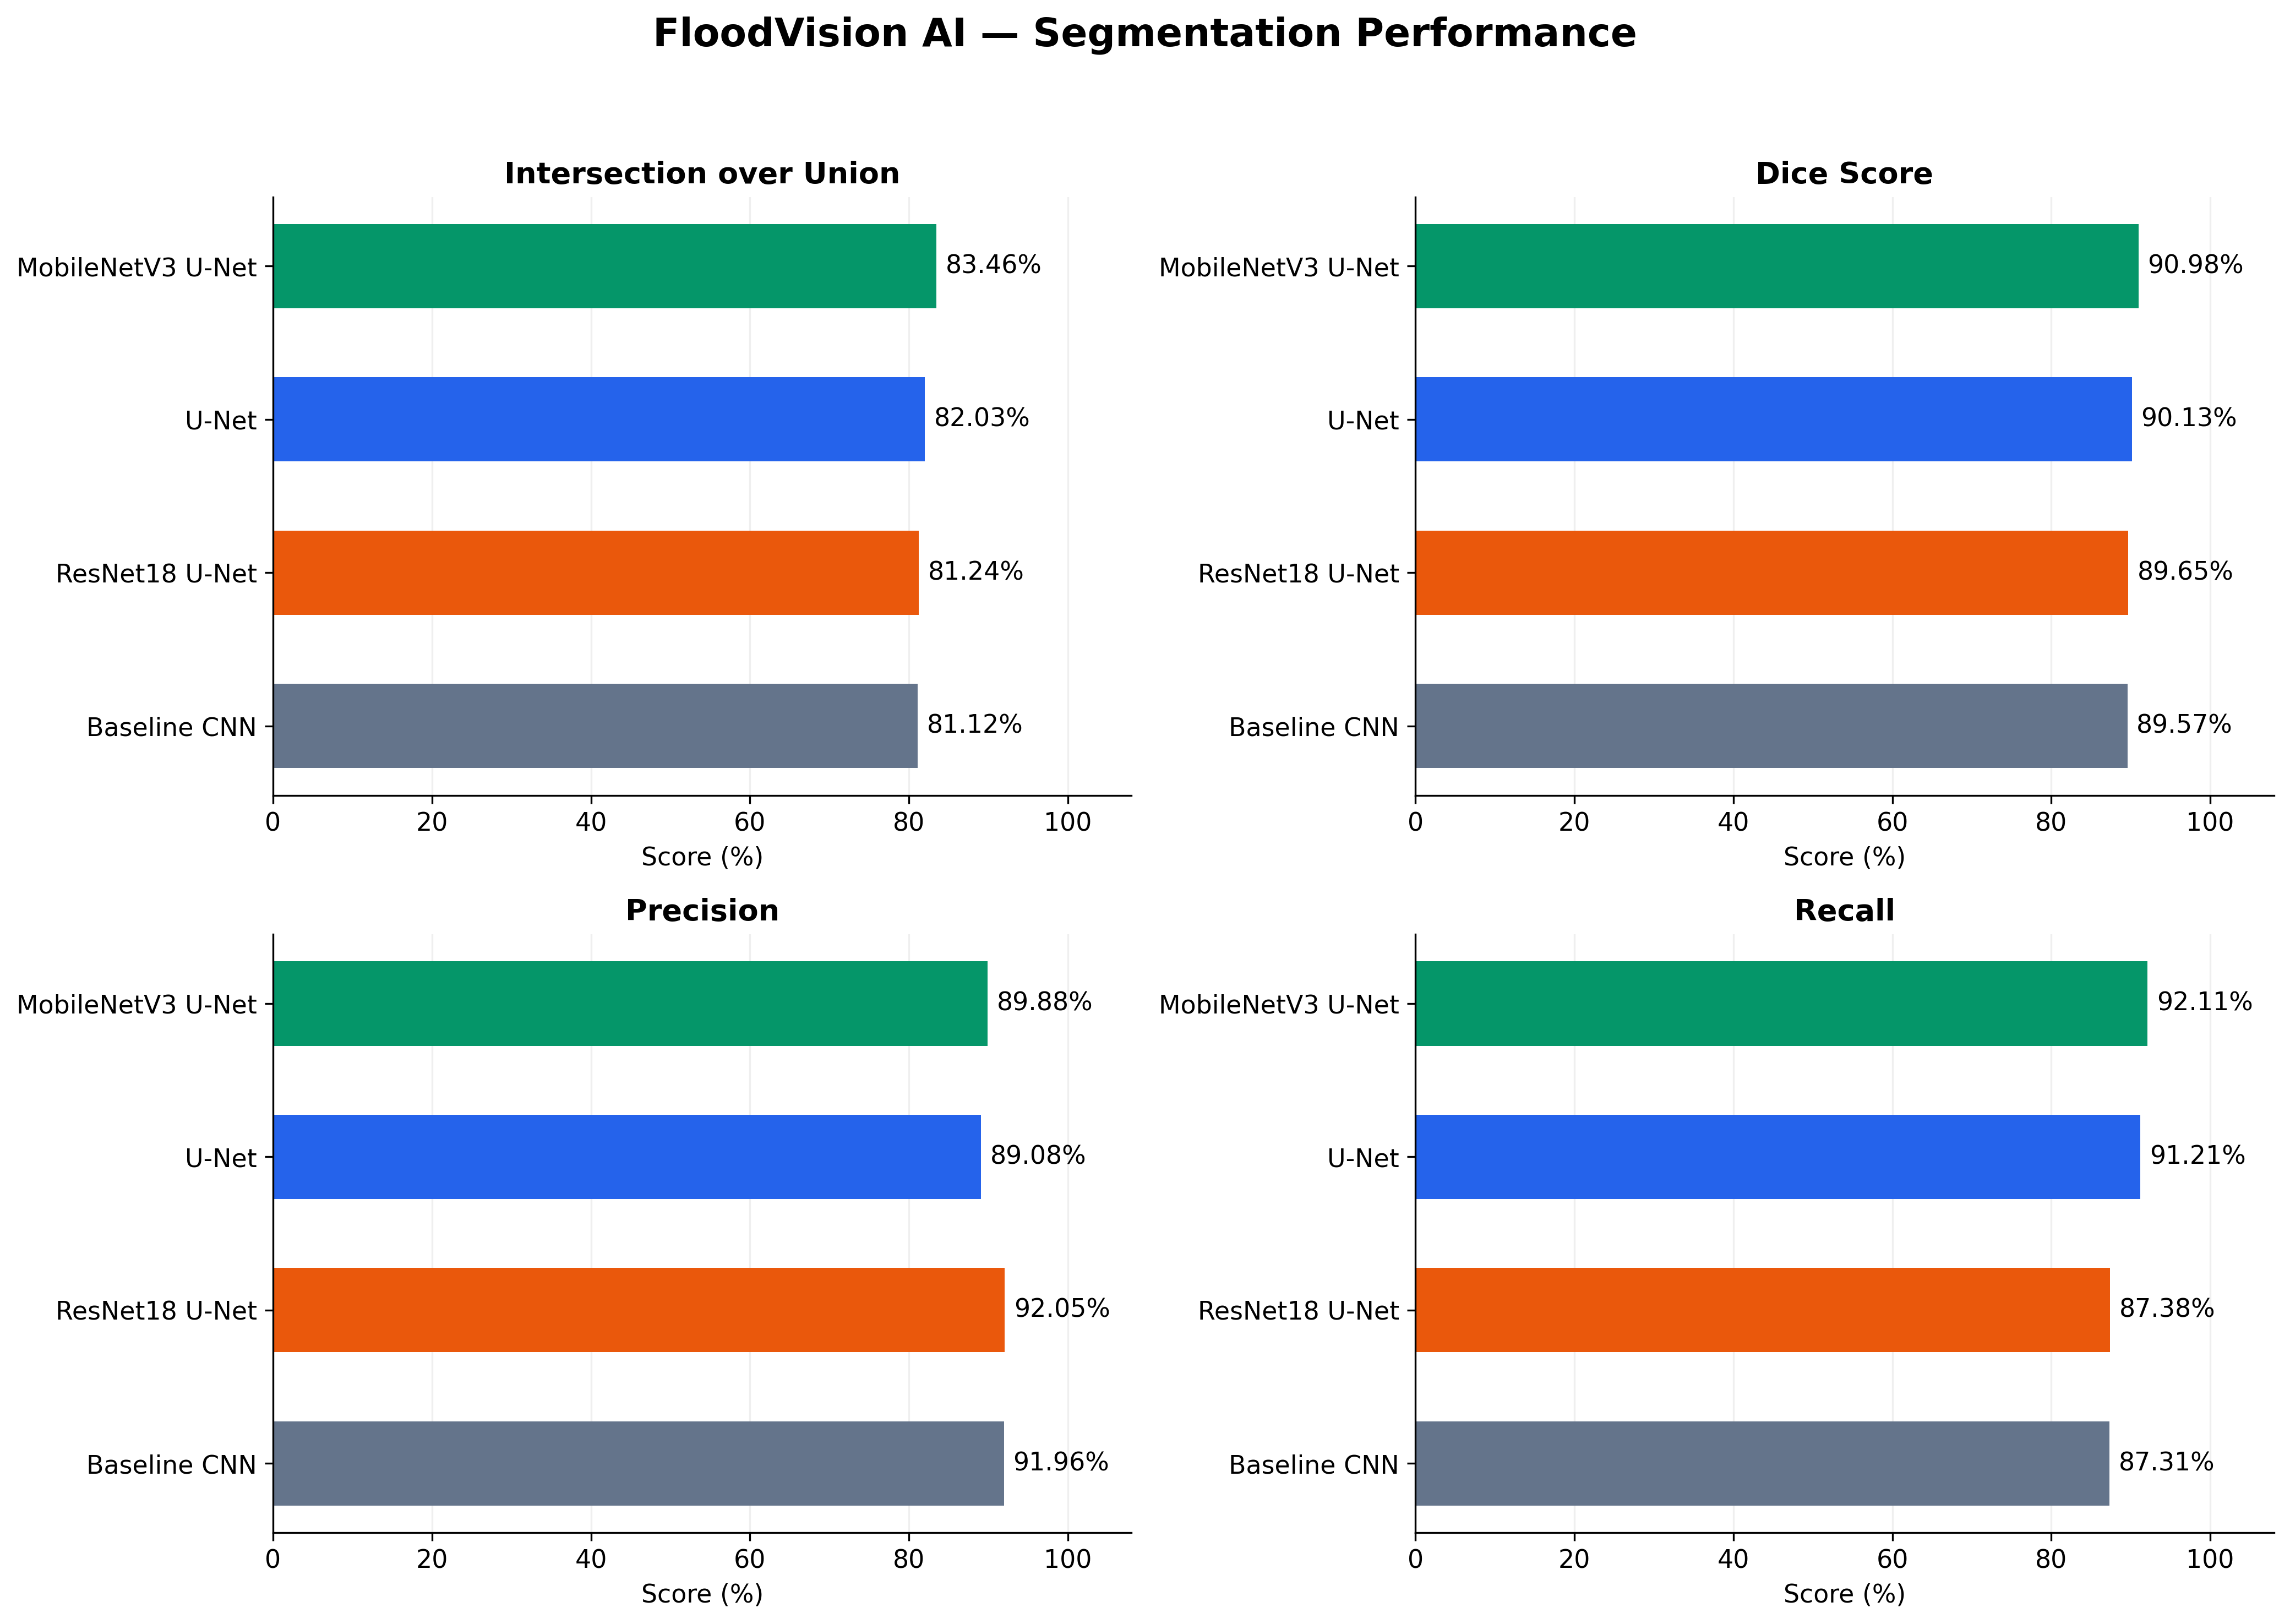 FloodVision AI — Segmentation Performance
Intersection over Union
MobileNetV3 U-Net
83.46%
U-Net
82.03%
ResNet18 U-Net
81.24%
Baseline CNN
81.12%
0 20 40 60 80 100
Score (%)
Dice Score
MobileNetV3 U-Net
90.98%
U-Net
90.13%
ResNet18 U-Net
89.65%
Baseline CNN
89.57%
0 20 40 60 80 100
Score (%)
Precision
MobileNetV3 U-Net
89.88%
U-Net
89.08%
ResNet18 U-Net
92.05%
Baseline CNN
91.96%
0 20 40 60 80 100
Score (%)
Recall
MobileNetV3 U-Net
92.11%
U-Net
91.21%
ResNet18 U-Net
87.38%
Baseline CNN
87.31%
0 20 40 60 80 100
Score (%)